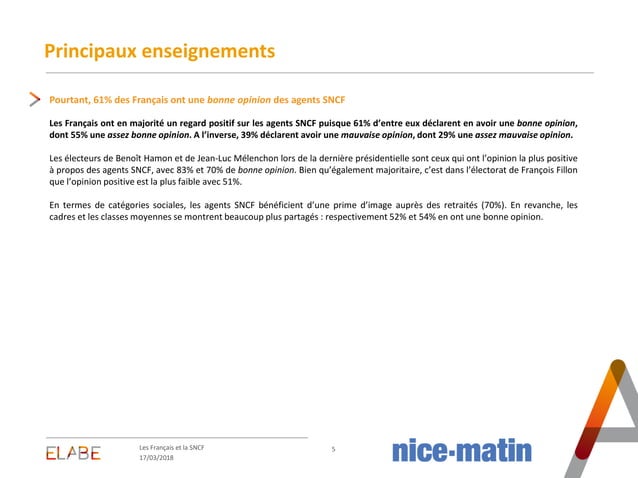 Principaux enseignements
Pourtant, 61% des Français ont une bonne opinion des agents SNCF
Les Français ont en majorité un regard positif sur les agents SNCF puisque 61% d’entre eux déclarent en avoir une bonne opinion,
dont 55% une assez bonne opinion. A l’inverse, 39% déclarent avoir une mauvaise opinion, dont 29% une assez mauvaise opinion.
Les électeurs de Benoît Hamon et de Jean-Luc Mélenchon lors de la dernière présidentielle sont ceux qui ont l’opinion la plus positive
à propos des agents SNCF, avec 83% et 70% de bonne opinion. Bien qu’également majoritaire, c’est dans l’électorat de François Fillon
que l’opinion positive est la plus faible avec 51%.
En termes de catégories sociales, les agents SNCF bénéficient d’une prime d’image auprès des retraités (70%). En revanche, les
cadres et les classes moyennes se montrent beaucoup plus partagés : respectivement 52% et 54% en ont une bonne opinion.
ELABE
Les Français et la SNCF
17/03/2018
5
nice-matin